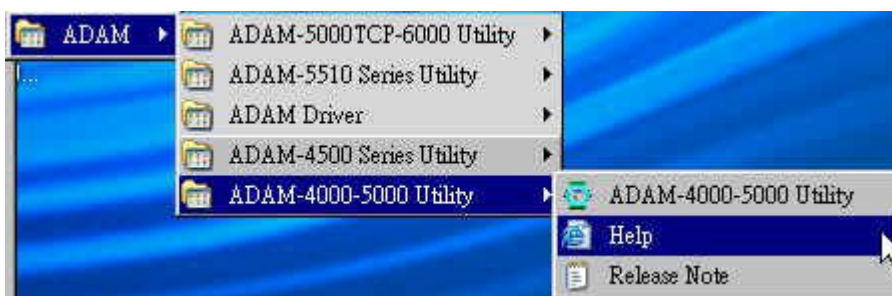 ADAM
ADAM-5000TCP-6000 Utility
ADAM-5510 Series Utility
ADAM Driver
ADAM-4500 Series Utility
ADAM-4000-5000 Utility
ADAM-4000-5000 Utility
Help
Release Note